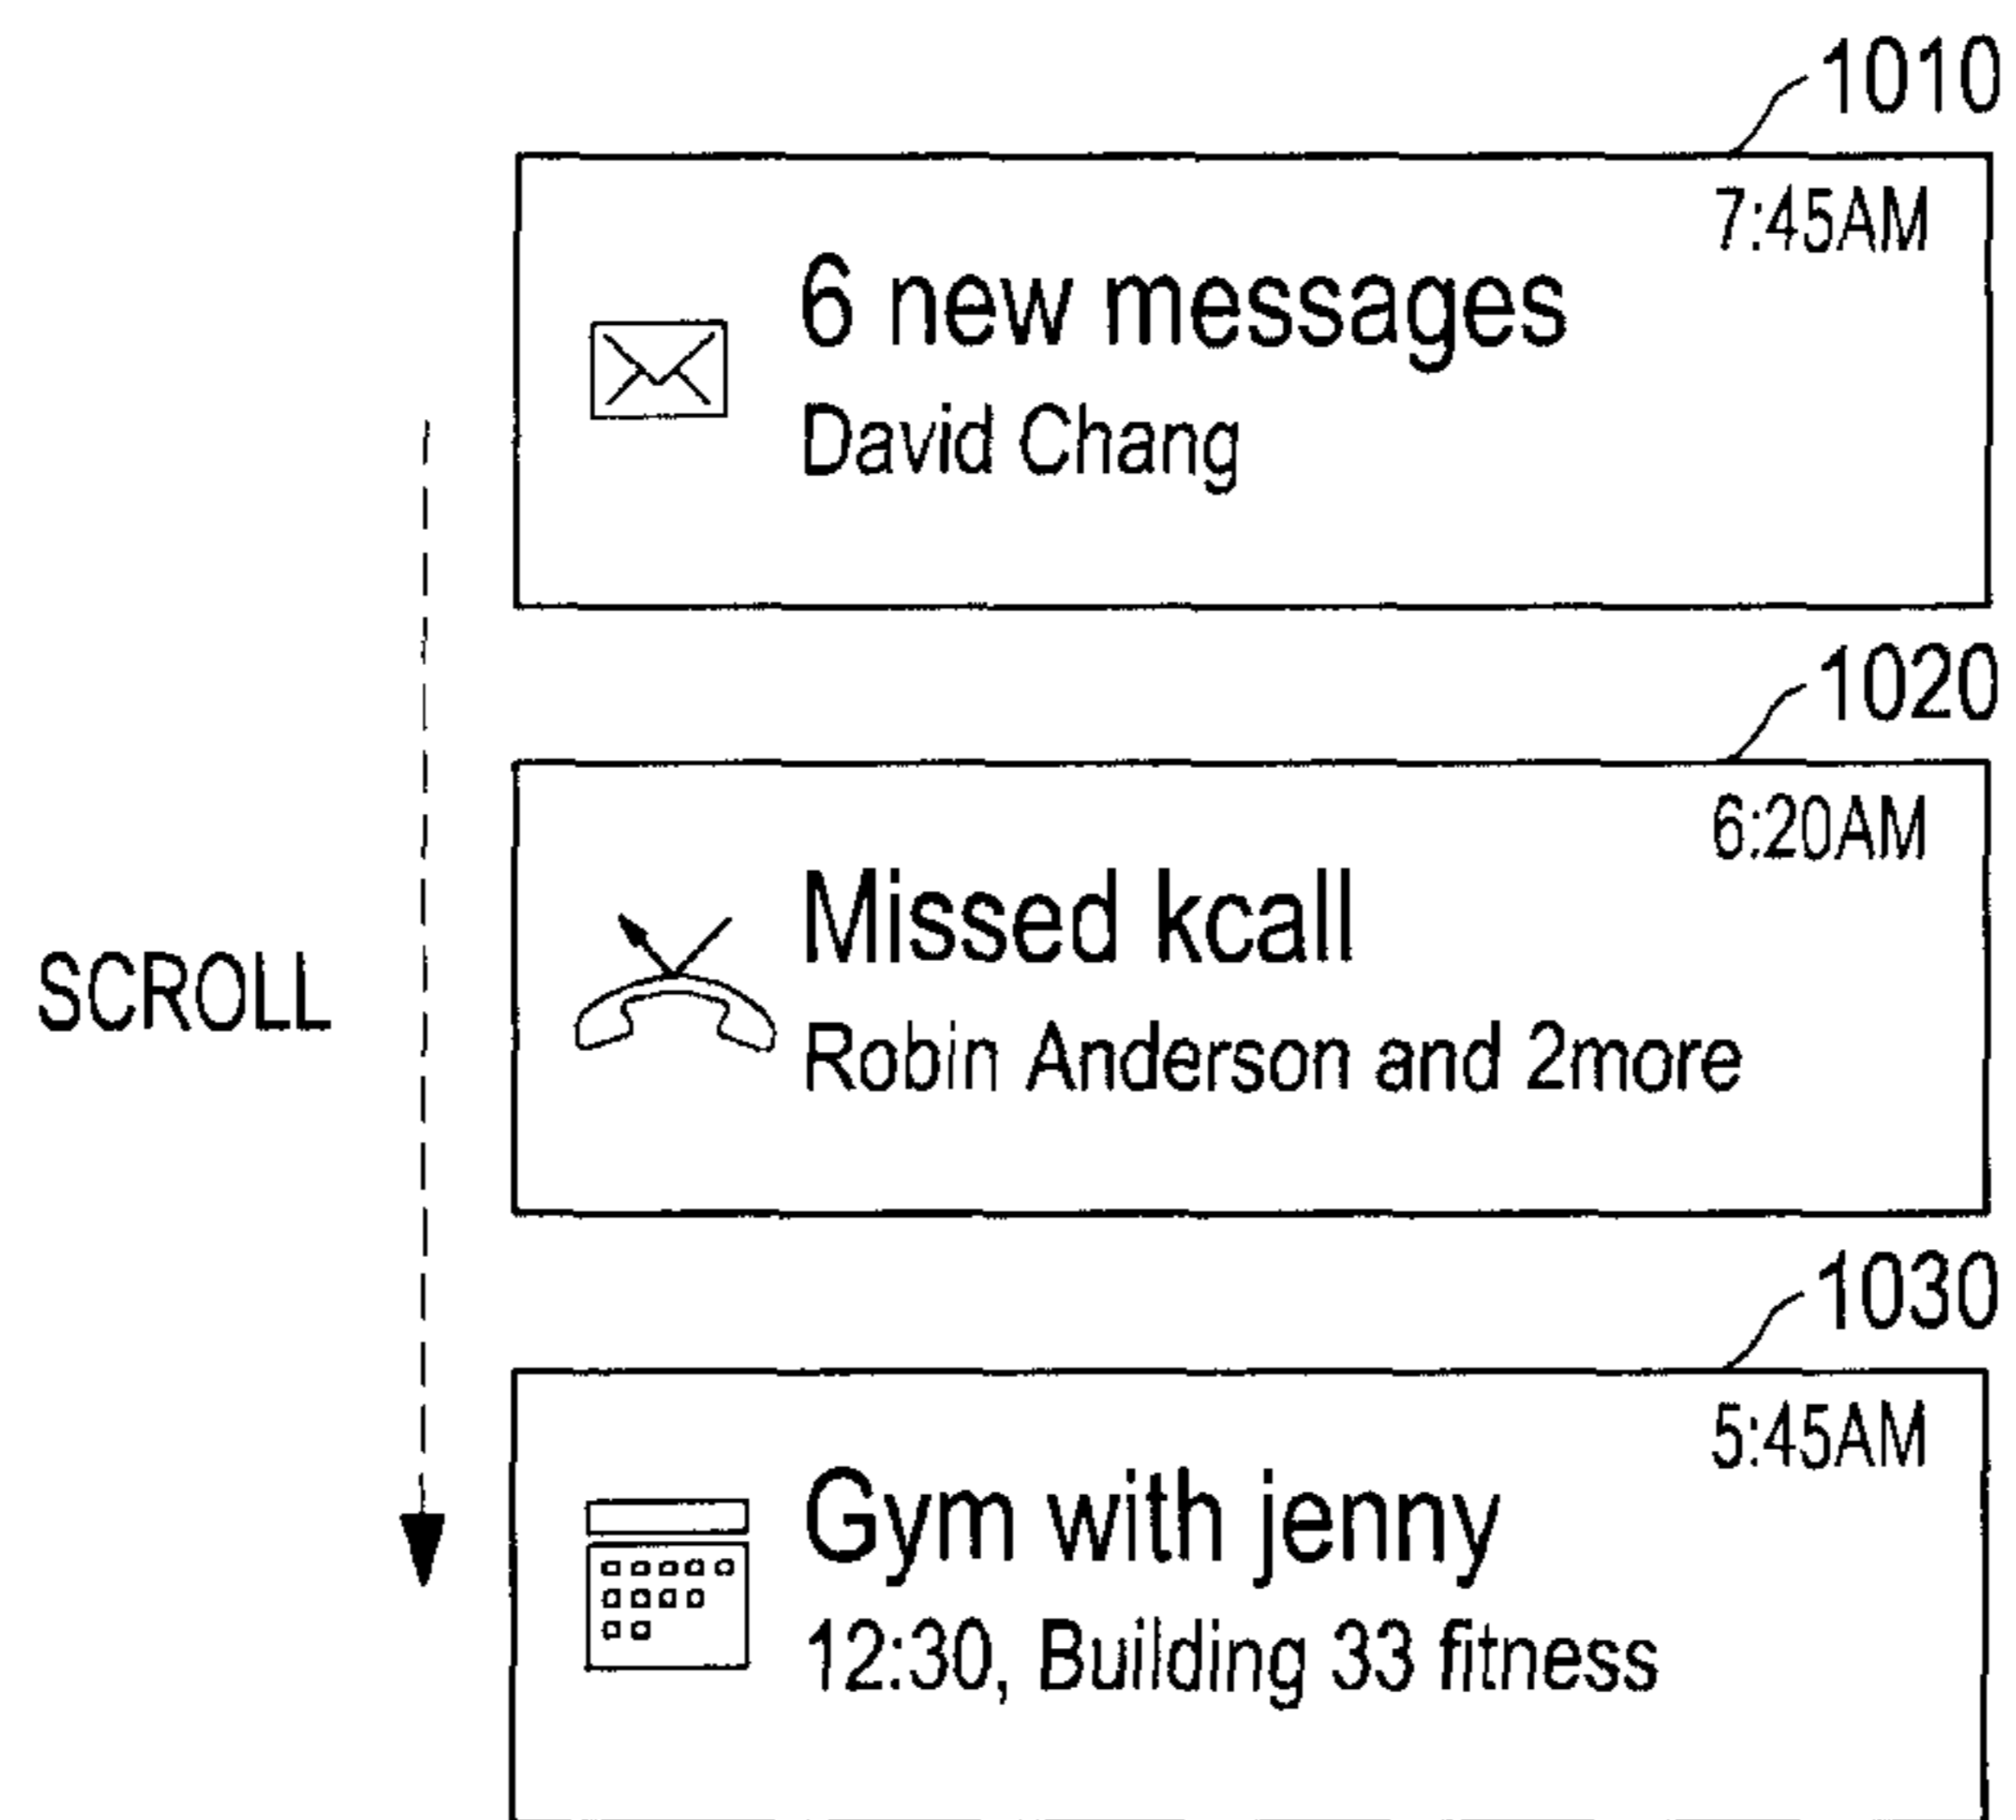 1010
7:45AM
6 new messages
David Chang
1020
6:20AM
Missed kcall
SCROLL
Robin Anderson and 2more
1030
5:45AM
Gym with jenny
12:30, Building 33 fitness